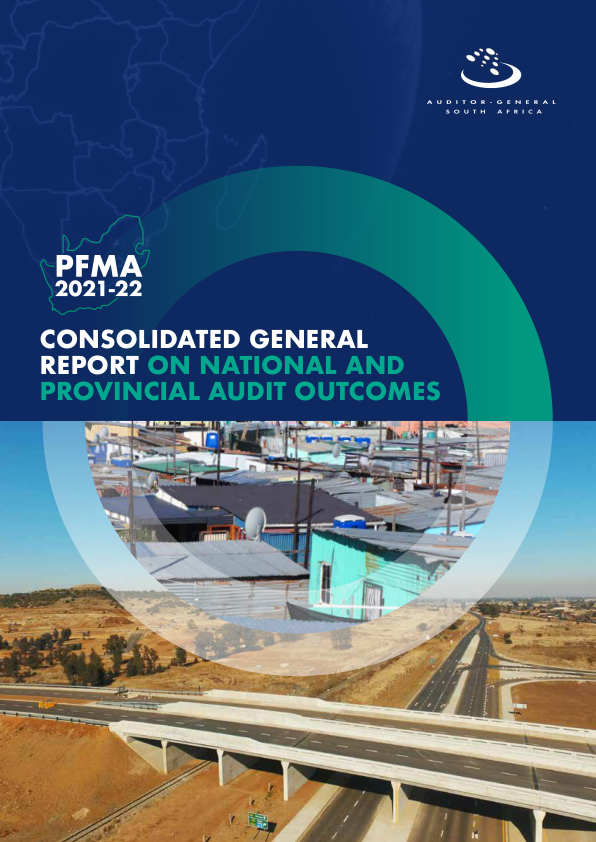 AUDITOR-GENERAL
SOUTH AFRICA
PFMA
2021-22
CONSOLIDATED GENERAL
REPORT ON NATIONAL AND
PROVINCIAL AUDIT OUTCOMES